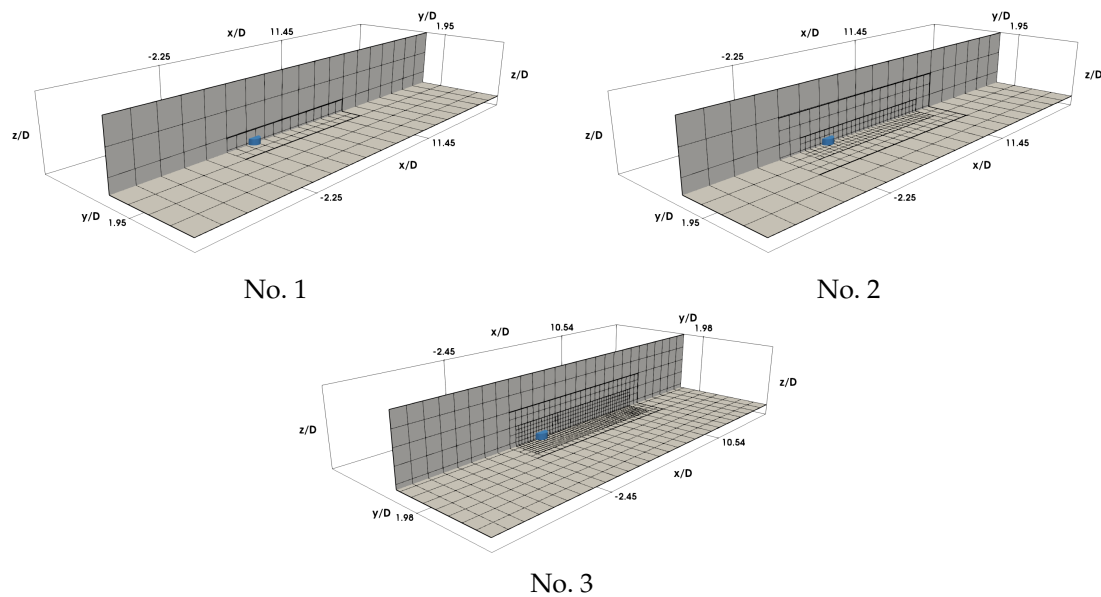 y/D
1.95
x/D
11.45
-2.25
z/D
z/D
11.45
x/D
-2.25
y/D
1.95
No. 1
y/D
1.95
x/D
11.45
-2.25
z/D
z/D
11.45
x/D
-2.25
y/D
1.95
No. 2
y/D
1.98
x/D
10.54
-2.45
z/D
z/D
10.54
x/D
-2.45
y/D
1.98
No. 3